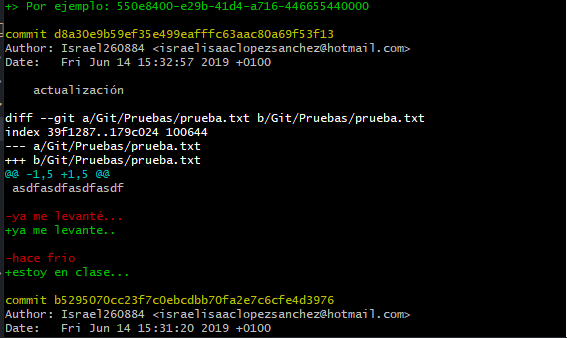 +> Por ejemplo: 550e8400-e29b-41d4-a716-446655440000
commit d8a30e9b59ef35e499eafffc63aac80a69f53f13
Author: Israel260884 <israelisaaclopezsanchez@hotmail.com>
Date:   Fri Jun 14 15:32:57 2019 +0100
    actualización
diff --git a/Git/Pruebas/prueba.txt b/Git/Pruebas/prueba.txt
index 39f1287..179c024 100644
--- a/Git/Pruebas/prueba.txt
+++ b/Git/Pruebas/prueba.txt
@@ -1,5 +1,5 @@
 asdfasdfasdfasdf
-ya me levanté...
+ya me levante..
-hace frio
+estoy en clase...
commit b5295070cc23f7c0ebcdbb70fa2e7c6cfe4d3976
Author: Israel260884 <israelisaaclopezsanchez@hotmail.com>
Date:   Fri Jun 14 15:31:20 2019 +0100